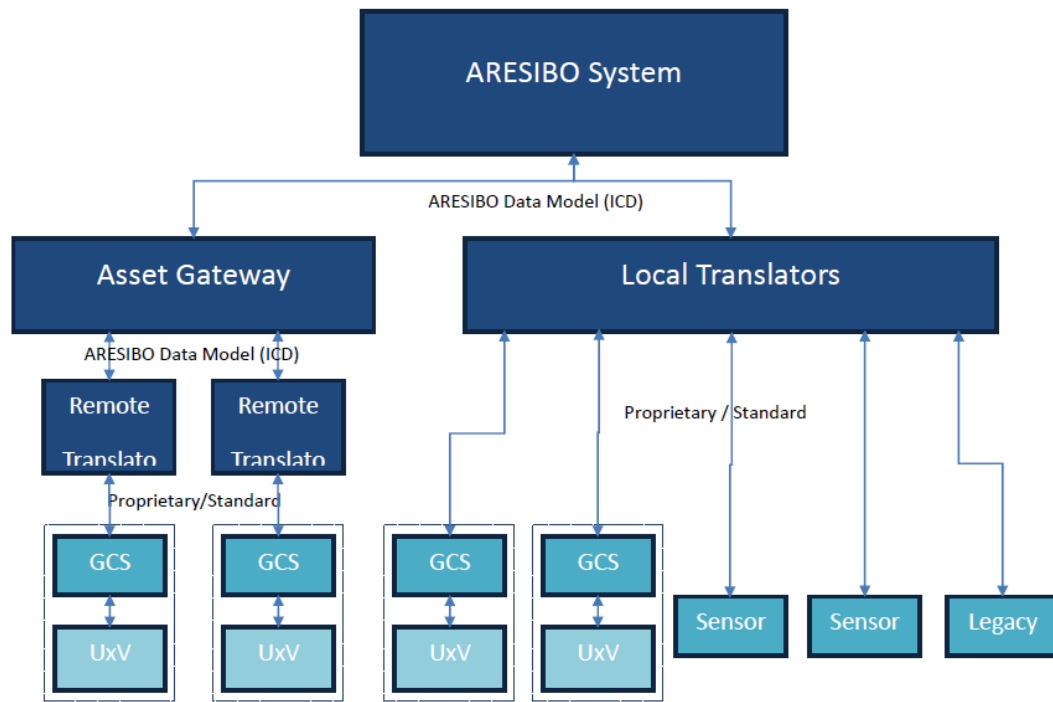 ARESIBO System
ARESIBO Data Model (ICD)
Asset Gateway
Local Translators
ARESIBO Data Model (ICD)
Remote
Translato
Remote
Translato
Proprietary / Standard
Proprietary/Standard
GCS
GCS
GCS
GCS
UxV
UxV
UxV
UxV
Sensor
Sensor
Legacy